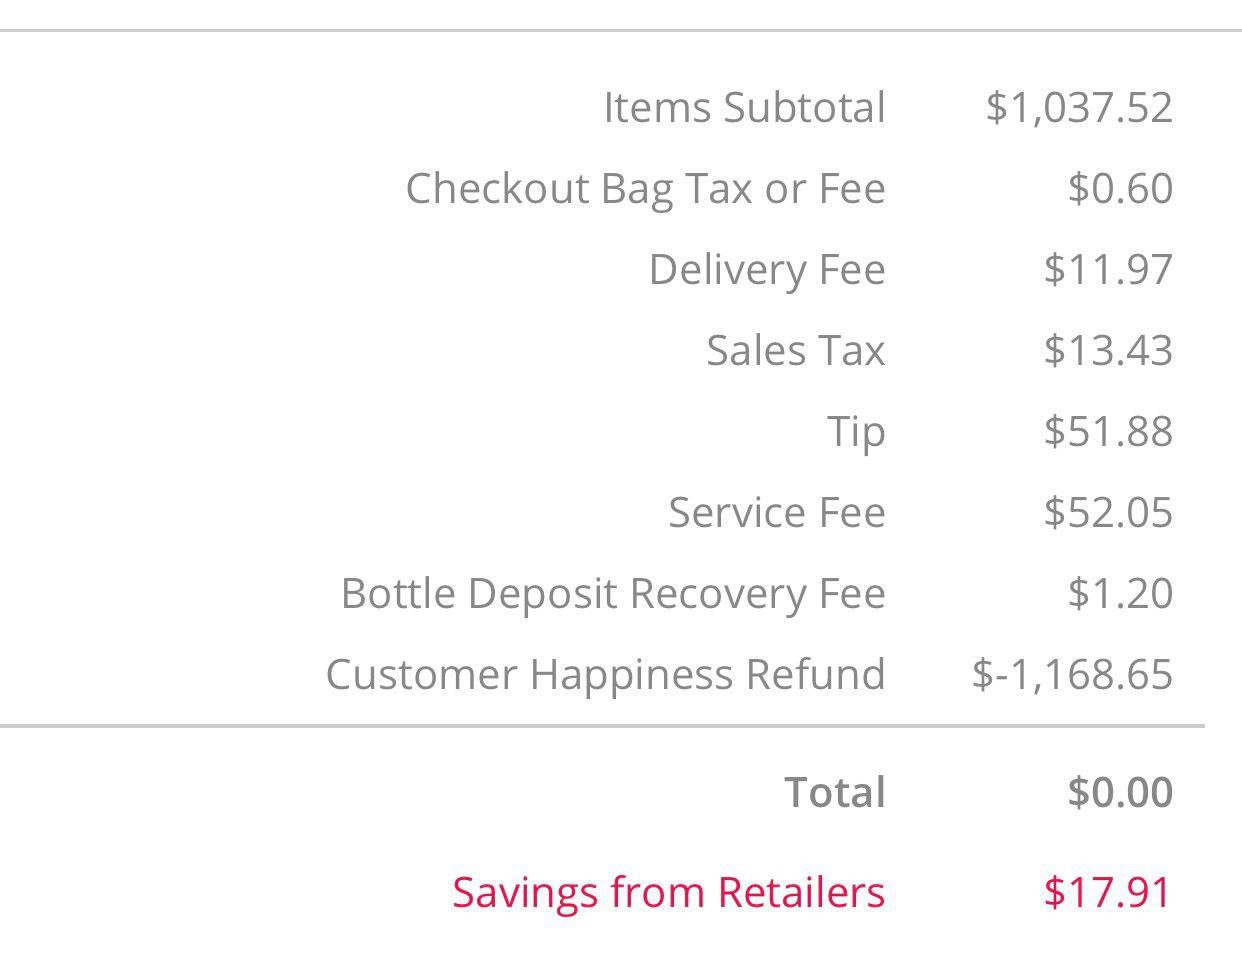 Items Subtotal $1,037.52
Checkout Bag Tax or Fee $0.60
Delivery Fee $11.97
Sales Tax $13.43
Tip $51.88
Service Fee $52.05
Bottle Deposit Recovery Fee $1.20
Customer Happiness Refund $-1,168.65
Total $0.00
Savings from Retailers $17.91